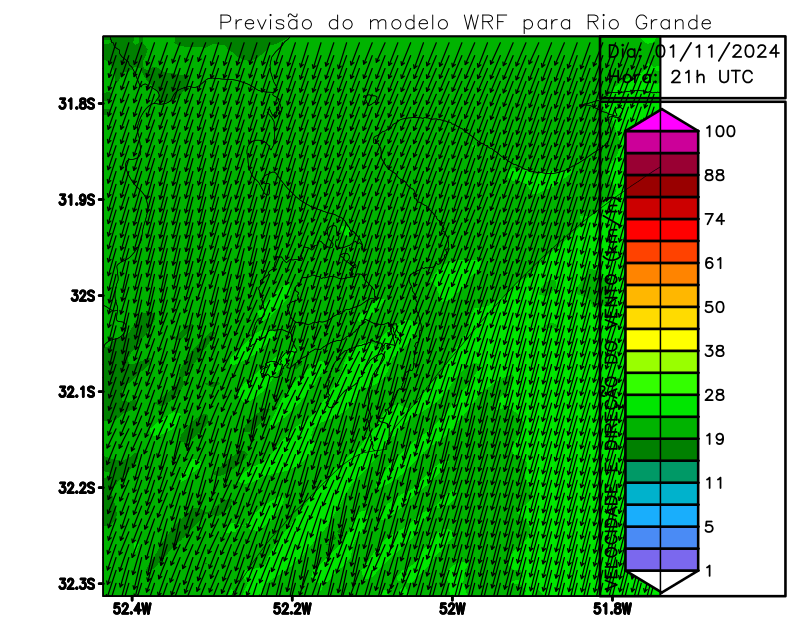 Previsão do modelo WRF para Rio Grande
Dia: 01/11/2024
Hora: 21h UTC
31.8S
31.9S
32S
32.1S
32.2S
32.3S
52.4W
52.2W
52W
51.8W
VELOCIDADE E DIREÇÃO DO VENTO (km/h)
100
88
74
61
50
38
28
19
11
5
1